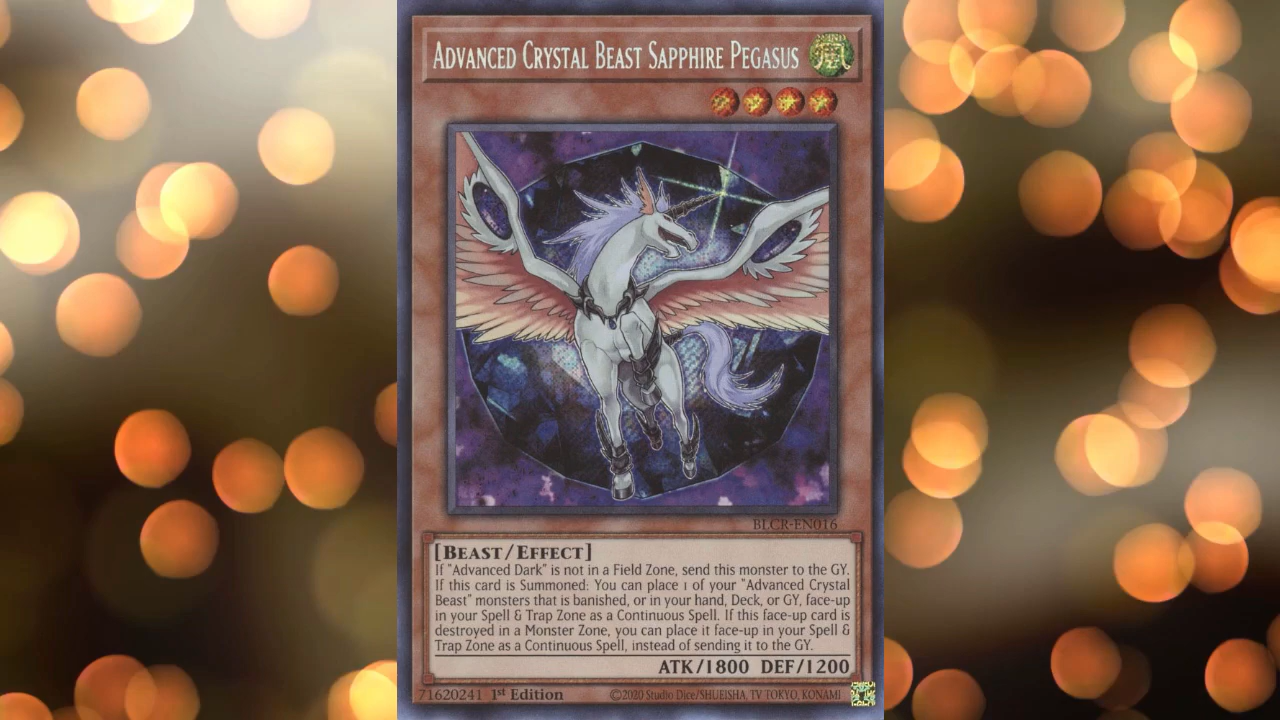 ADVANCED CRYSTAL BEAST SAPPHIRE PEGASUS
WIND
風
BLCR-EN016
[BEAST/EFFECT]
If "Advanced Dark" is not in a Field Zone, send this monster to the GY.
If this card is Summoned: You can place 1 of your "Advanced Crystal
Beast" monsters that is banished, or in your hand, Deck, or GY, face-up
in your Spell & Trap Zone as a Continuous Spell. If this face-up card is
destroyed in a Monster Zone, you can place it face-up in your Spell &
Trap Zone as a Continuous Spell, instead of sending it to the GY.
ATK/1800 DEF/1200
71620241 1st Edition ©2020 Studio Dice/SHUEISHA, TV TOKYO, KONAMI